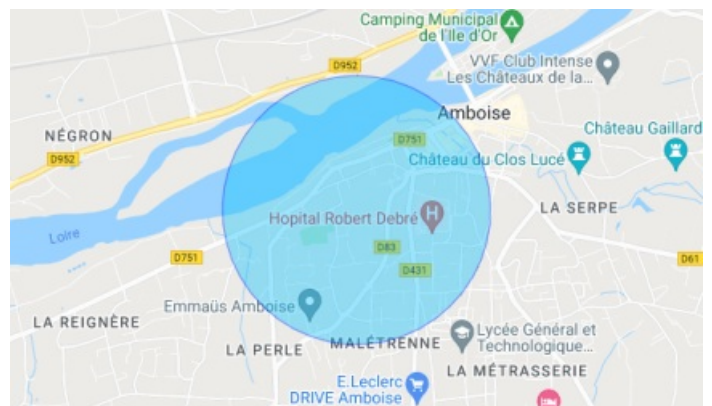 Camping Municipal
de l'Ile d'Or
D952
VVF Club Intense
Les Châteaux de la...
Amboise
NÉGRON
D952
D751
Château Gaillard
Château du Clos Lucé
LA SERPE
Hopital Robert Debré
Loire
D751
D83
D431
D61
Emmaüs Amboise
LA REIGNÈRE
LA PERLE
MALÉTRENNE
Lycée Général et
Technologique...
LA MÉTRASSERIE
E.Leclerc
DRIVE Amboise